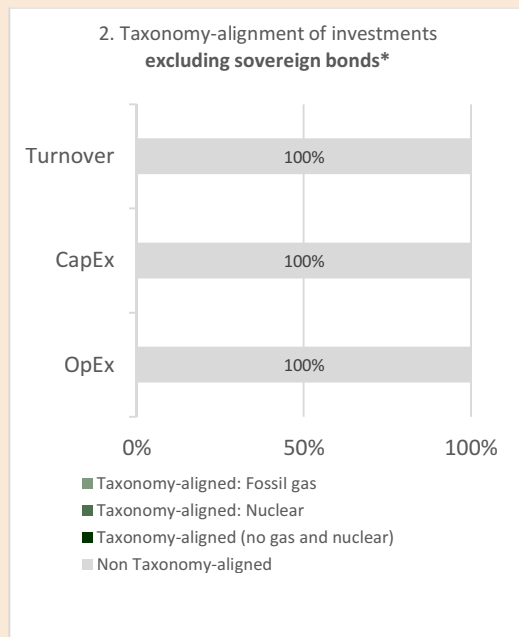 2. Taxonomy-alignment of investments
excluding sovereign bonds*
Turnover
100%
CapEx
100%
OpEx
100%
0%
50%
100%
Taxonomy-aligned: Fossil gas
Taxonomy-aligned: Nuclear
Taxonomy-aligned (no gas and nuclear)
Non Taxonomy-aligned